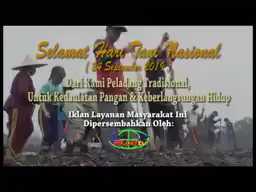 Selamat Hari Tani Nasional
( 24 September 2019
Dari Kami Peladang Tradisional,
Untuk Kedaulatan Pangan & Keberlangsungan Hidup
Iklan Layanan Masyarakat Ini
Dipersembahkan Oleh: